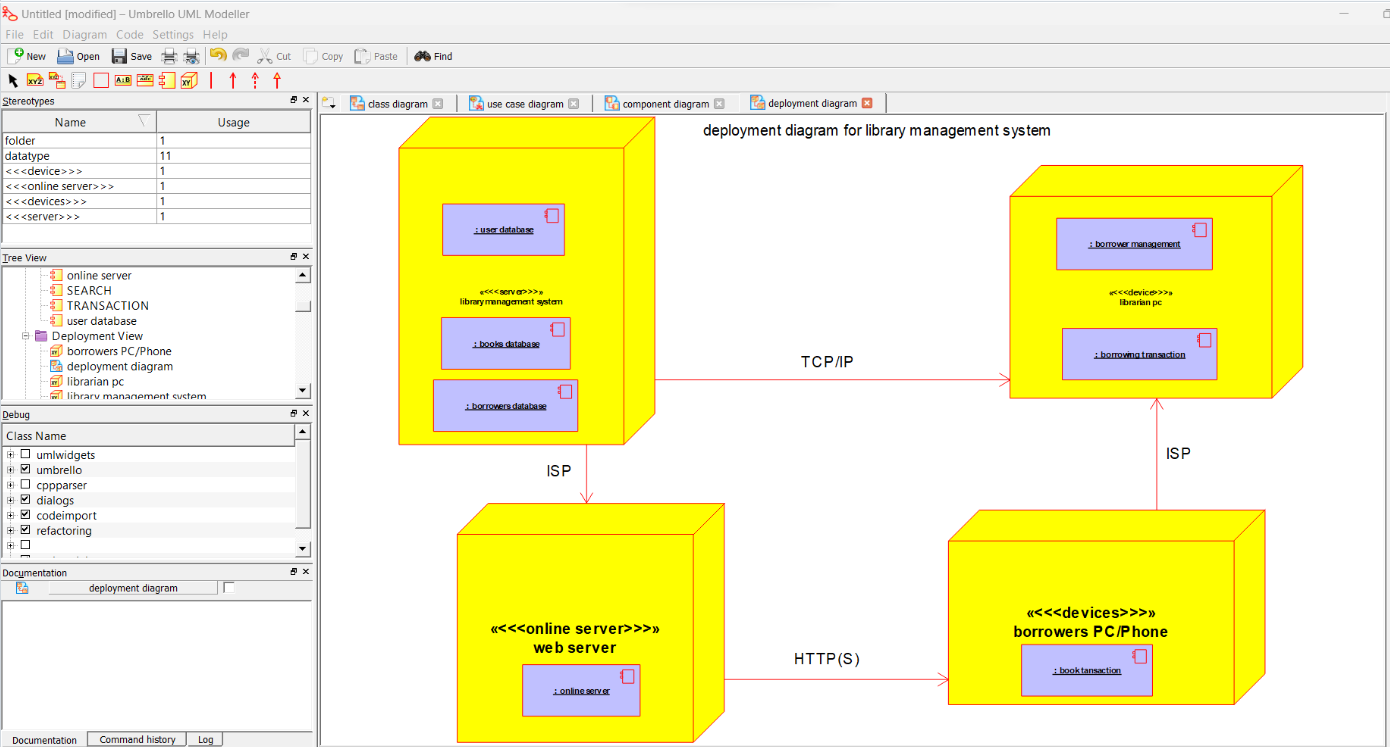 Untitled [modified] – Umbrello UML Modeller
File Edit Diagram Code Settings Help
New Open Save Cut Copy Paste Find
Stereotypes
Name Usage
folder 1
datatype 11
<<<device>>> 1
<<<online server>>> 1
<<<devices>>> 1
<<<server>>> 1
Tree View
online server
SEARCH
TRANSACTION
user database
Deployment View
borrowers PC/Phone
deployment diagram
librarian pc
library management system
Debug
Class Name
umlwidgets
umbrello
cppparser
dialogs
codeimport
refactoring
Documentation
deployment diagram
Documentation Command history Log
class diagram use case diagram component diagram deployment diagram
deployment diagram for library management system
: user database
«<<<server>>>»
library management system
: books database
: borrowers database
: borrower management
«<<<device>>>»
librarian pc
: borrowing transaction
TCP/IP
ISP
ISP
«<<<online server>>>»
web server
: online server
HTTP(S)
«<<<devices>>>»
borrowers PC/Phone
: book tansaction